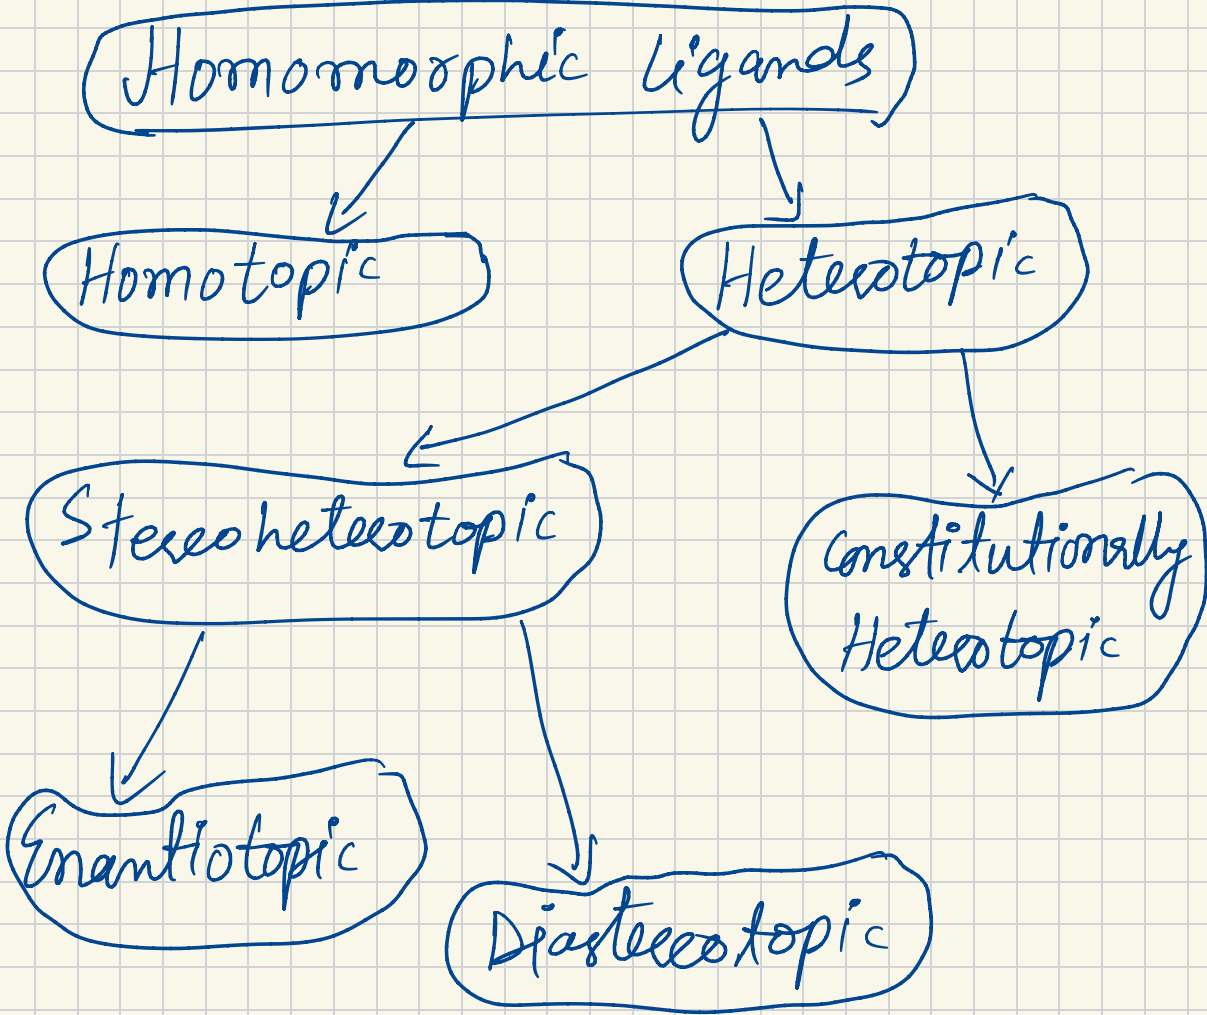 Homomorphic Ligands
Homotopic
Heterotopic
Stereoheterotopic
Constitutionally
Heterotopic
Enantiotopic
Diastereotopic